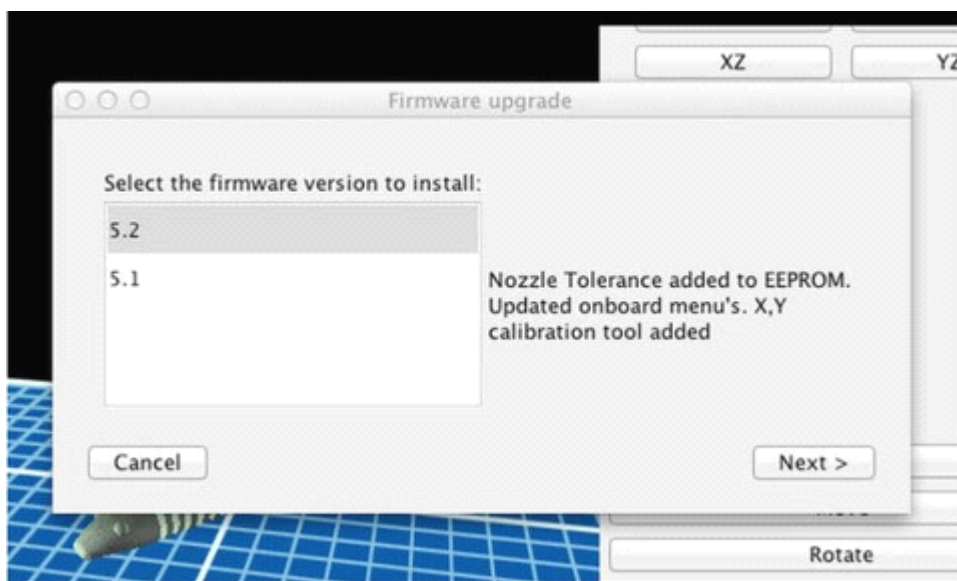 XZ
Firmware upgrade
Select the firmware version to install:
5.2
5.1
Nozzle Tolerance added to EEPROM.
Updated onboard menu's. X,Y
calibration tool added
Cancel
Next >
Rotate